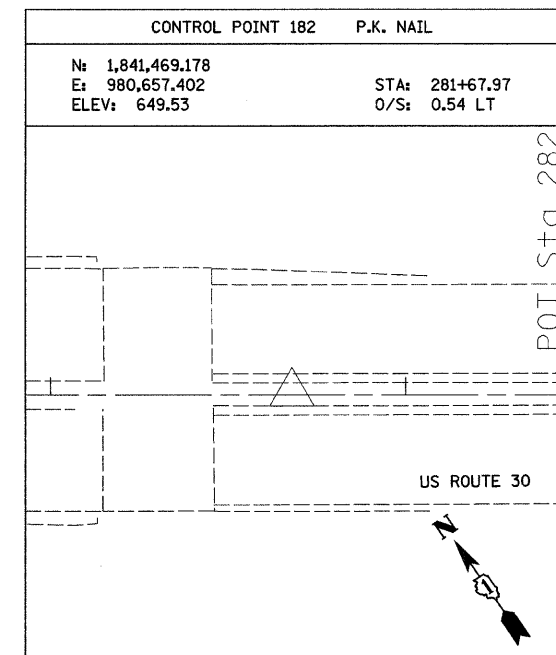 CONTROL POINT 182 P.K. NAIL
N: 1,841,469.178
E: 980,657.402
ELEV: 649.53
STA: 281+67.97
O/S: 0.54 LT
POT Sta 282
US ROUTE 30
N